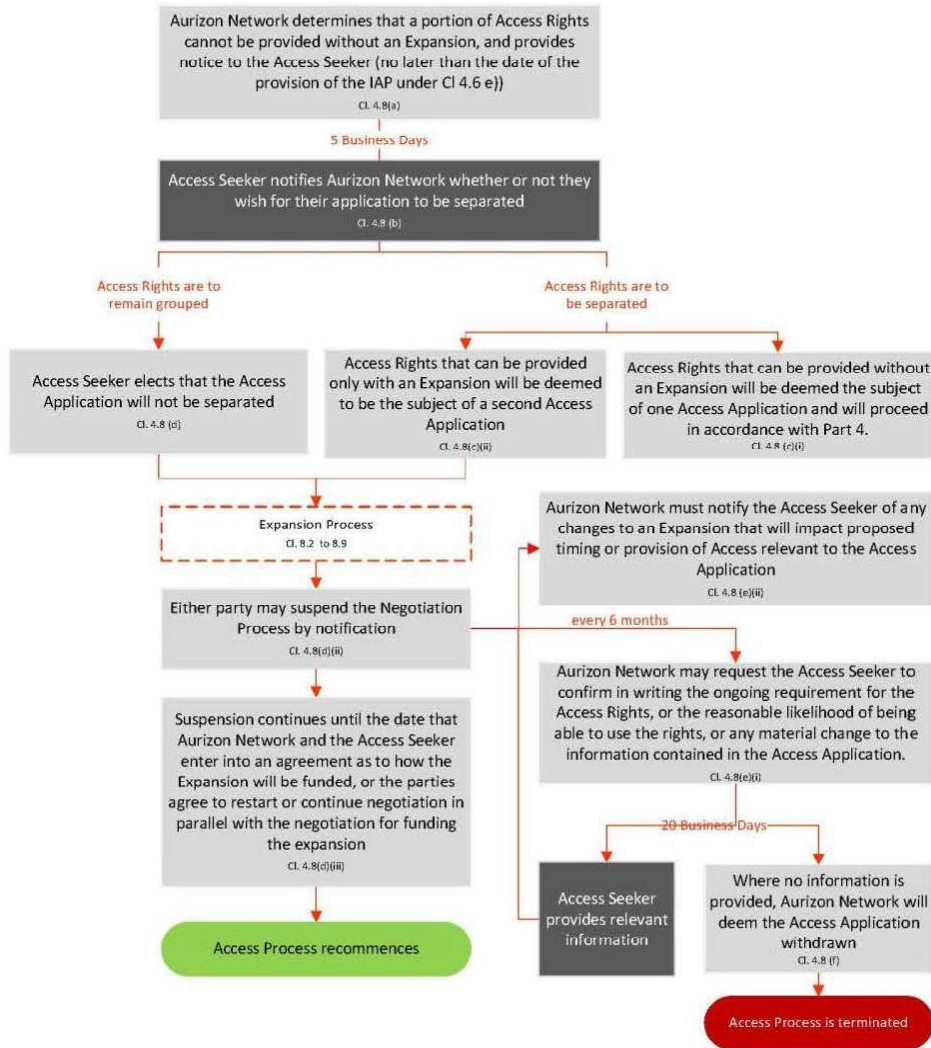 Aurizon Network determines that a portion of Access Rights
cannot be provided without an Expansion, and provides
notice to the Access Seeker (no later than the date of the
provision of the IAP under Cl 4.6 e))
Cl. 4.8(a)
5 Business Days
Access Seeker notifies Aurizon Network whether or not they
wish for their application to be separated
Cl. 4.8 (b)
Access Rights are to
remain grouped
Access Rights are to
be separated
Access Seeker elects that the Access
Application will not be separated
Cl. 4.8 (d)
Access Rights that can be provided
only with an Expansion will be deemed
to be the subject of a second Access
Application
Cl. 4.8(c)(ii)
Access Rights that can be provided without
an Expansion will be deemed the subject
of one Access Application and will proceed
in accordance with Part 4.
Cl. 4.8 (c)(i)
Expansion Process
Cl. 8.2 to 8.9
Aurizon Network must notify the Access Seeker of any
changes to an Expansion that will impact proposed
timing or provision of Access relevant to the Access
Application
Cl. 4.8 (e)(ii)
Either party may suspend the Negotiation
Process by notification
Cl. 4.8(d)(ii)
every 6 months
Aurizon Network may request the Access Seeker to
confirm in writing the ongoing requirement for the
Access Rights, or the reasonable likelihood of being
able to use the rights, or any material change to the
information contained in the Access Application.
Cl. 4.8(e)(i)
Suspension continues until the date that
Aurizon Network and the Access Seeker
enter into an agreement as to how the
Expansion will be funded, or the parties
agree to restart or continue negotiation in
parallel with the negotiation for funding
the expansion
Cl. 4.8(d)(iii)
20 Business Days
Access Seeker
provides relevant
information
Where no information is
provided, Aurizon Network will
deem the Access Application
withdrawn
Cl. 4.8 (f)
Access Process recommences
Access Process is terminated